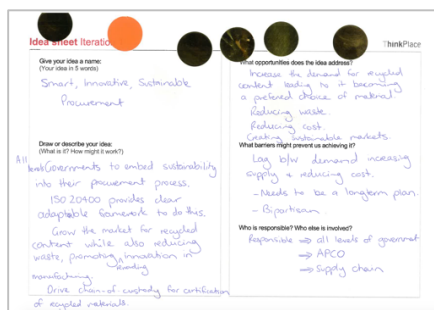 Idea sheet Iteration
ThinkPlace
Give your idea a name:
(Your idea in 5 words)
Smart, Innovative, Sustainable
Procurement
Draw or describe your idea:
(What is it? How might it work?)
All
Governments to embed sustainability
into their procurement process.
ISO 20400 provides clear
adaptable framework to do this.
Grow the market for recycled
content while also reducing
waste, promoting innovation in
manufacturing.
Drive chain-of custody for certification
of recycled materials.
What opportunities does the idea address?
Increase the demand for recycled
content leading to it becoming
a preferred choice of material
Reducing waste.
Reducing cost.
Creating sustainable markets.
What barriers might prevent us achieving it?
Lag b/w demand increasing
supply & reducing cost.
- Needs to be a longterm plan.
- Bipartisan.
Who is responsible? Who else is involved?
Responsible ⇒ all levels of government
⇒ APCO
⇒ supply chain